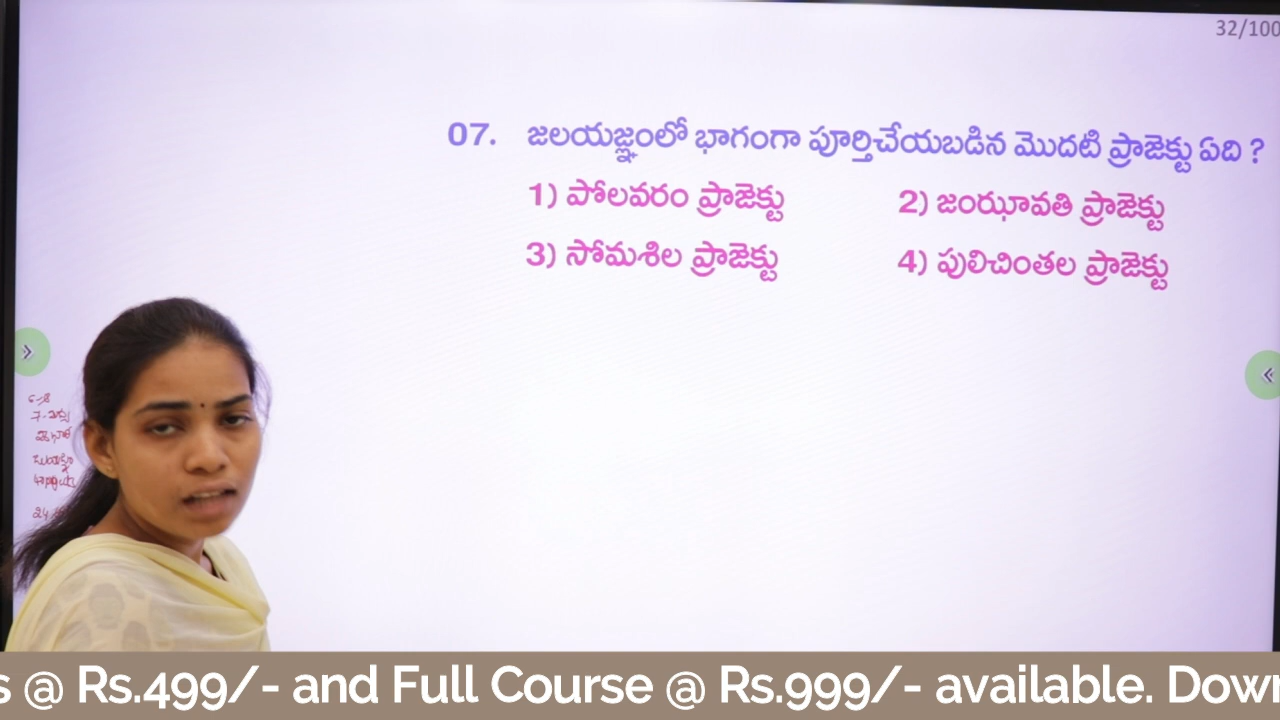 32/100
07. జలయజ్ఞంలో భాగంగా పూర్తిచేయబడిన మొదటి ప్రాజెక్టు ఏది ?
1) పోలవరం ప్రాజెక్టు 2) జంఝావతి ప్రాజెక్టు
3) సోమశిల ప్రాజెక్టు 4) పులిచింతల ప్రాజెక్టు
s @ Rs.499/- and Full Course @ Rs.999/- available. Down